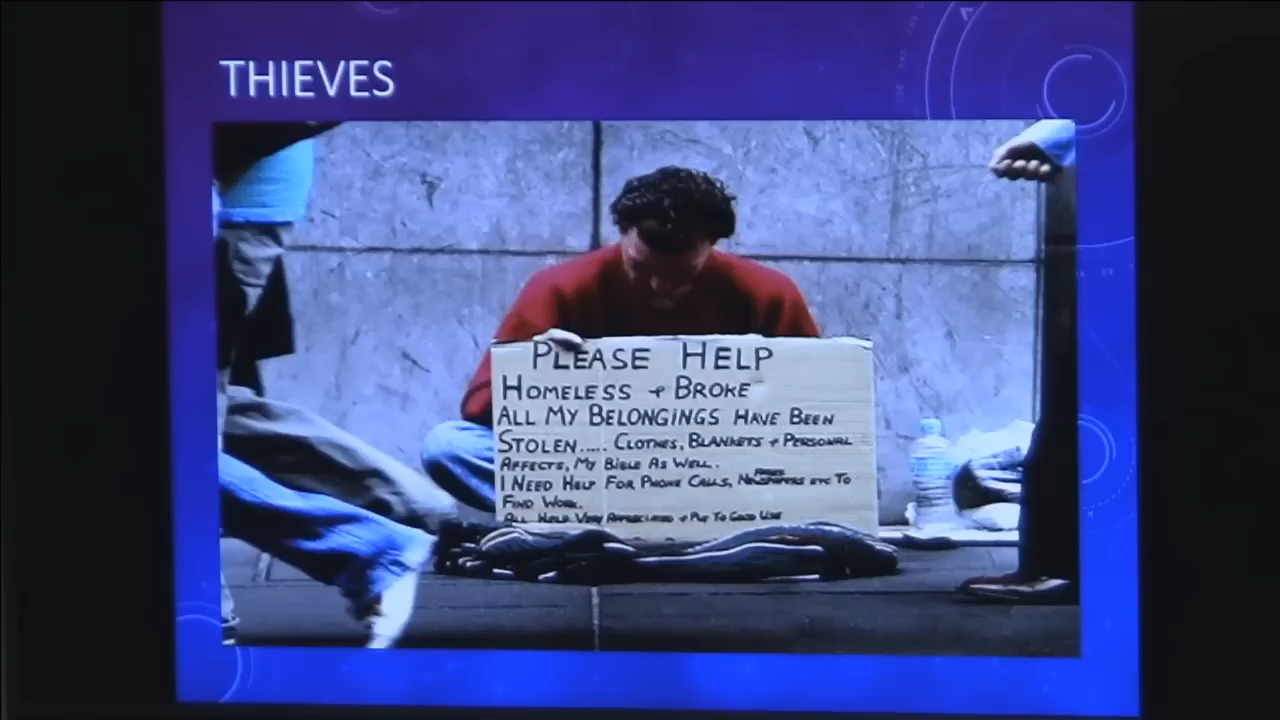 THIEVES
PLEASE HELP
HOMELESS + BROKE
ALL MY BELONGINGS HAVE BEEN
STOLEN..... CLOTHES, BLANKETS + PERSONAL
AFFECTS, MY BIBLE AS WELL.
I NEED HELP FOR PHONE CALLS, NEWSPAPERS ETC TO
FIND WORK.
ALL HELP VERY APPRECIATED + PUT TO GOOD USE